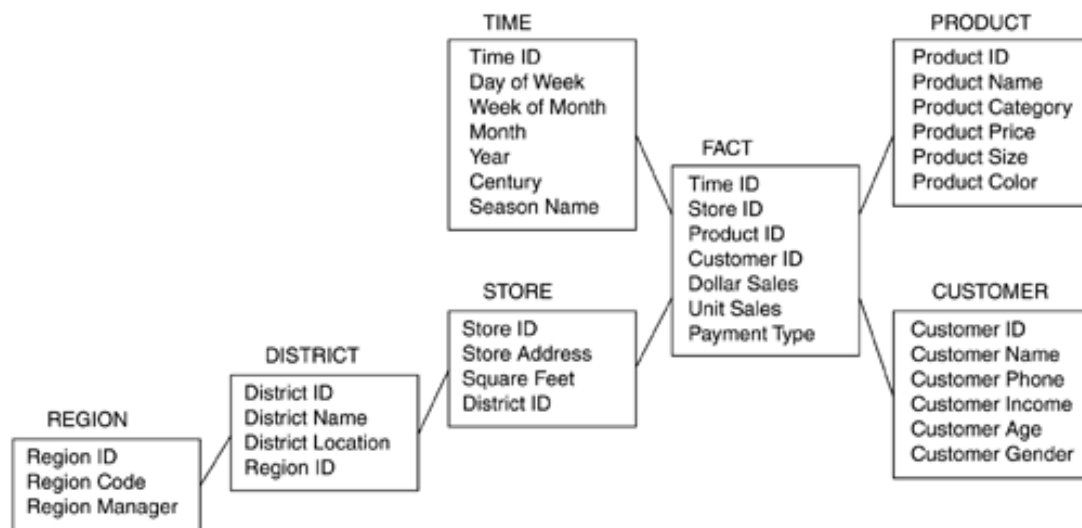 TIME
Time ID
Day of Week
Week of Month
Month
Year
Century
Season Name
PRODUCT
Product ID
Product Name
Product Category
Product Price
Product Size
Product Color
FACT
Time ID
Store ID
Product ID
Customer ID
Dollar Sales
Unit Sales
Payment Type
STORE
Store ID
Store Address
Square Feet
District ID
CUSTOMER
Customer ID
Customer Name
Customer Phone
Customer Income
Customer Age
Customer Gender
DISTRICT
District ID
District Name
District Location
Region ID
REGION
Region ID
Region Code
Region Manager